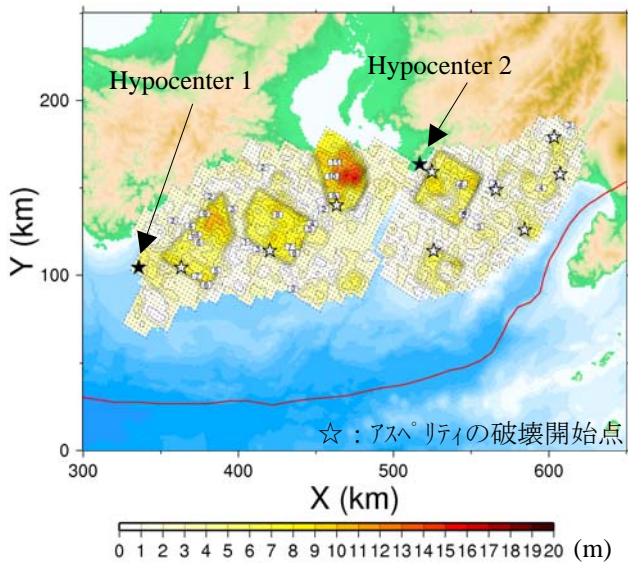 Hypocenter 1
Hypocenter 2
200
100
0
Y (km)
☆：ｱｽﾍﾟﾘﾃｨの破壊開始点
300
400
500
600
X (km)
0 1 2 3 4 5 6 7 8 9 10 11 12 13 14 15 16 17 18 19 20 (m)